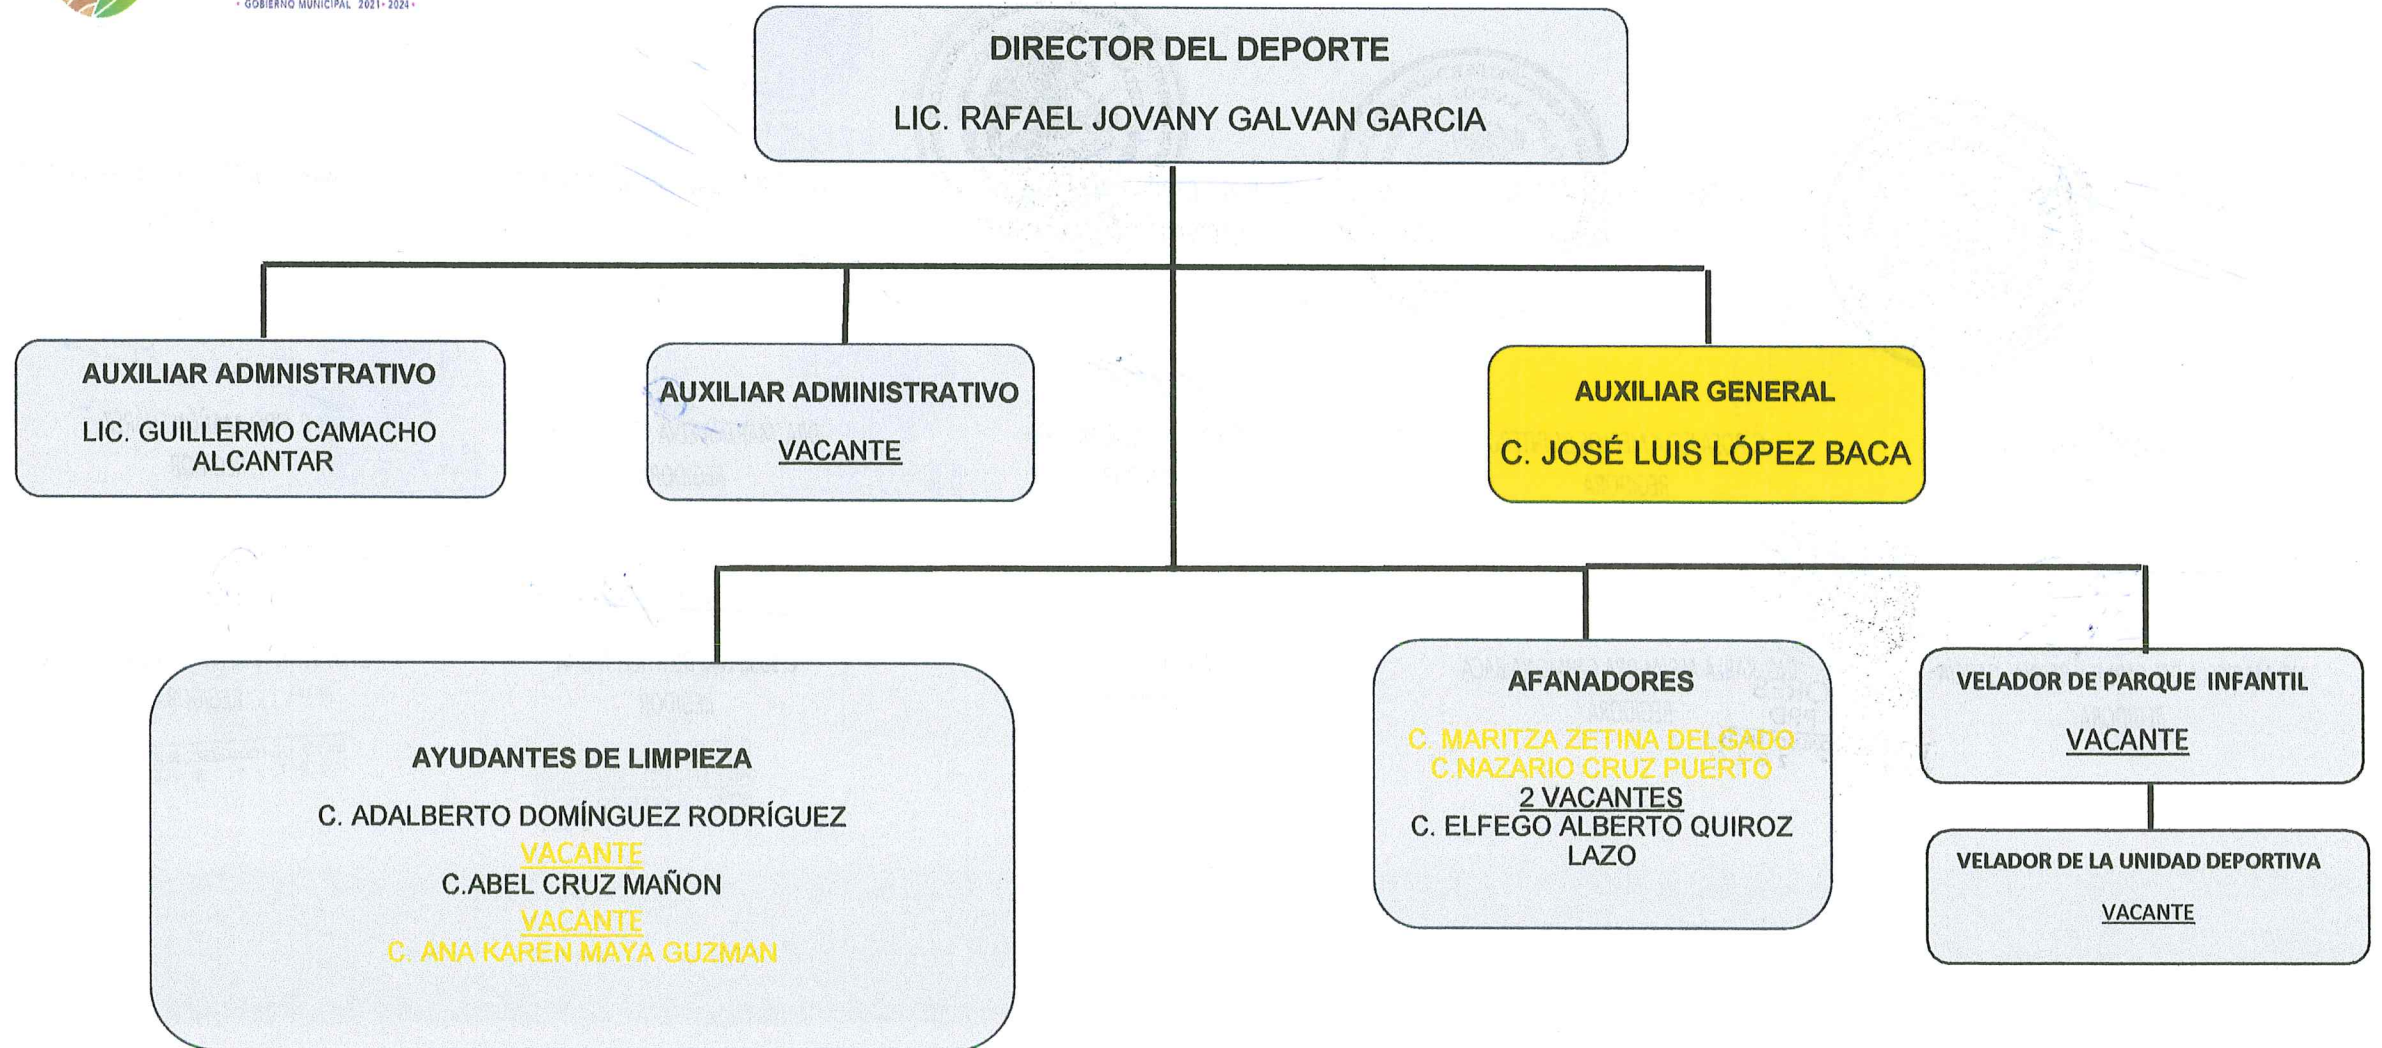 • GOBIERNO MUNICIPAL 2021-2024 •
DIRECTOR DEL DEPORTE
LIC. RAFAEL JOVANY GALVAN GARCIA
AUXILIAR ADMNISTRATIVO
LIC. GUILLERMO CAMACHO
ALCANTAR
AUXILIAR ADMINISTRATIVO
VACANTE
AUXILIAR GENERAL
C. JOSÉ LUIS LÓPEZ BACA
AYUDANTES DE LIMPIEZA
C. ADALBERTO DOMÍNGUEZ RODRÍGUEZ
VACANTE
C.ABEL CRUZ MAÑON
VACANTE
C. ANA KAREN MAYA GUZMAN
AFANADORES
C. MARITZA ZETINA DELGADO
C.NAZARIO CRUZ PUERTO
2 VACANTES
C. ELFEGO ALBERTO QUIROZ
LAZO
VELADOR DE PARQUE INFANTIL
VACANTE
VELADOR DE LA UNIDAD DEPORTIVA
VACANTE